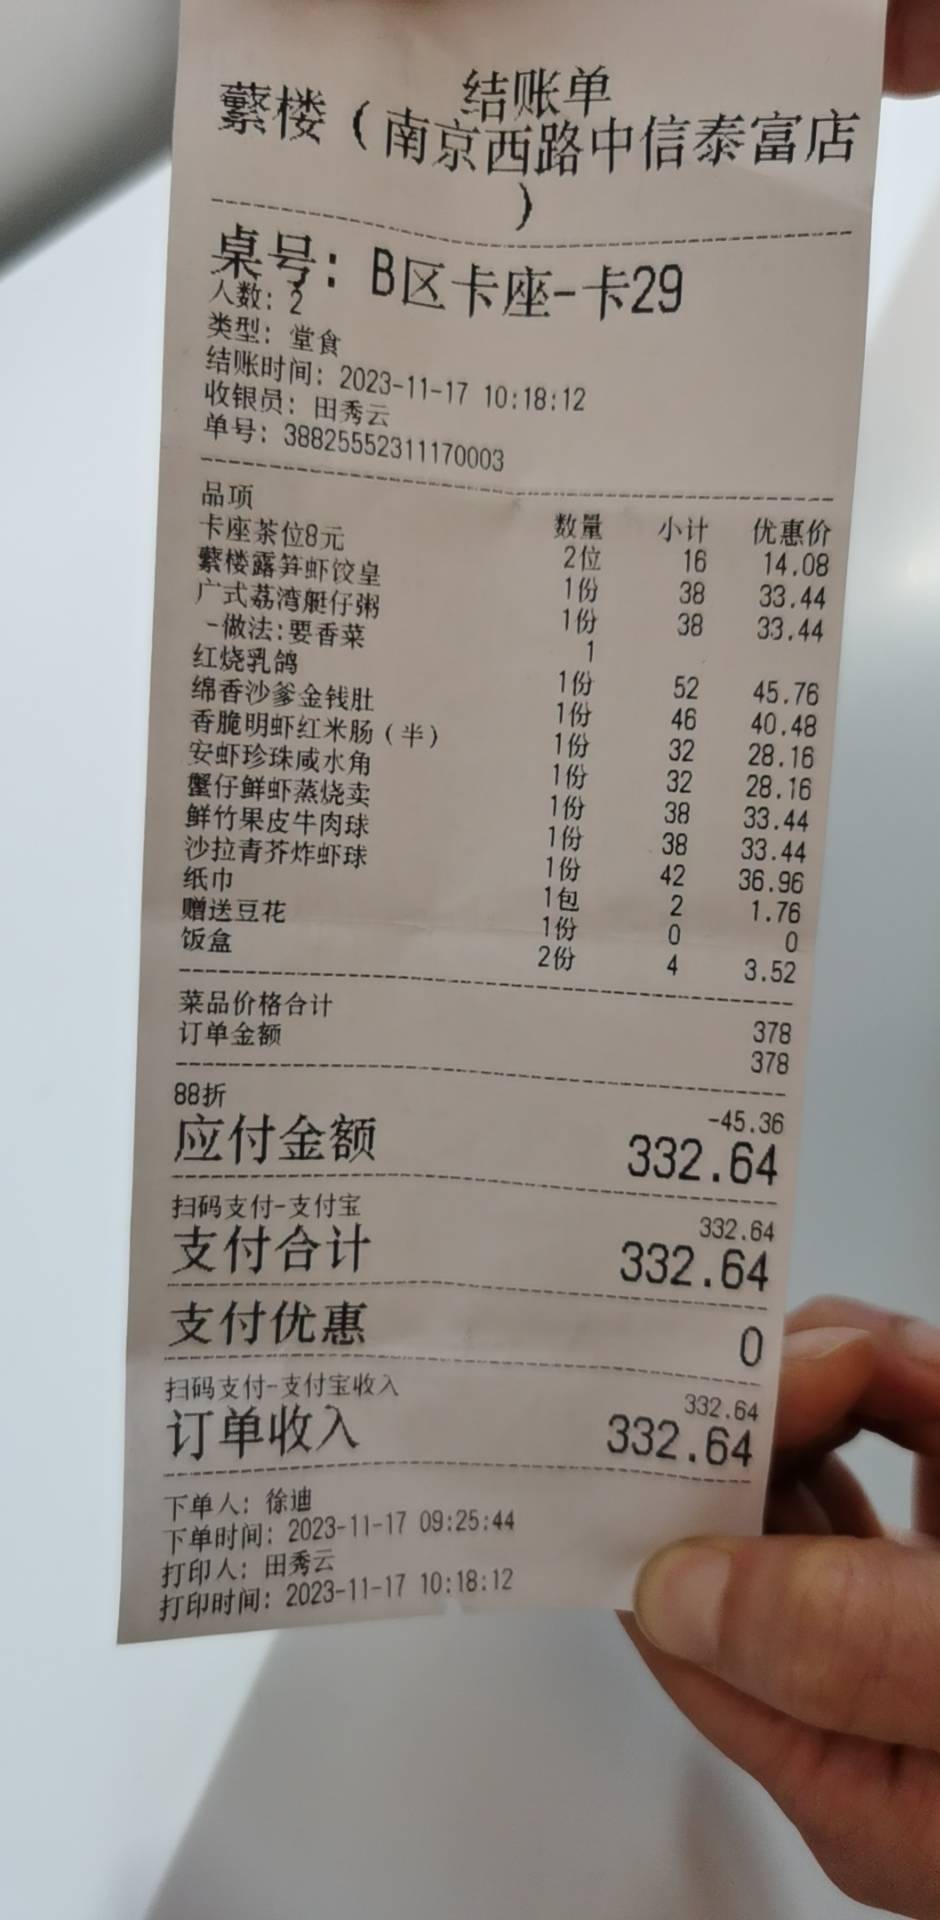 结账单
蘩楼（南京西路中信泰富店
）
桌号：B区卡座-卡29
人数：2
类型：堂食
结账时间：2023-11-17 10:18:12
收银员：田秀云
单号：38825552311170003
品项 数量 小计 优惠价
卡座茶位8元 2位 16 14.08
蘩楼露笋虾饺皇 1份 38 33.44
广式荔湾艇仔粥 1份 38 33.44
-做法:要香菜 1
红烧乳鸽 1份 52 45.76
绵香沙爹金钱肚 1份 46 40.48
香脆明虾红米肠（半） 1份 32 28.16
安虾珍珠咸水角 1份 32 28.16
蟹仔鲜虾蒸烧卖 1份 38 33.44
鲜竹果皮牛肉球 1份 38 33.44
沙拉青芥炸虾球 1份 42 36.96
纸巾 1包 2 1.76
赠送豆花 1份 0 0
饭盒 2份 4 3.52
菜品价格合计 378
订单金额 378
88折 -45.36
应付金额 332.64
扫码支付-支付宝 332.64
支付合计 332.64
支付优惠 0
扫码支付-支付宝收入 332.64
订单收入 332.64
下单人：徐迪
下单时间：2023-11-17 09:25:44
打印人：田秀云
打印时间：2023-11-17 10:18:12